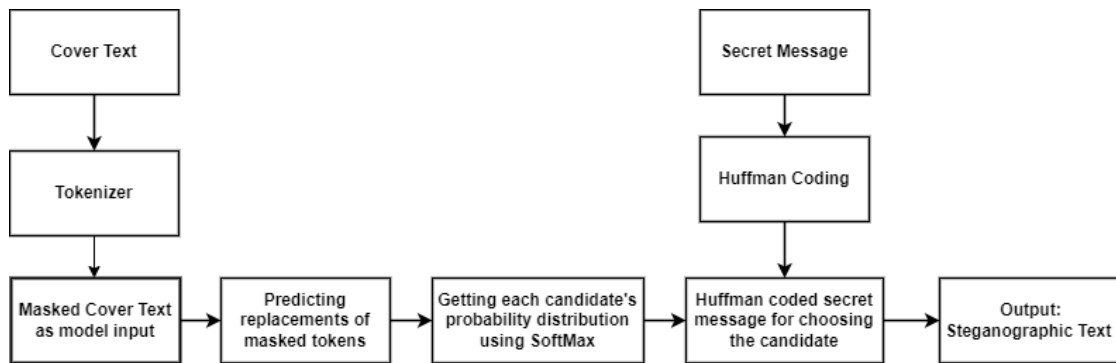 Cover Text
Secret Message
Tokenizer
Huffman Coding
Masked Cover Text
as model input
Predicting
replacements of
masked tokens
Getting each candidate's
probability distribution
using SoftMax
Huffman coded secret
message for choosing
the candidate
Output:
Steganographic Text